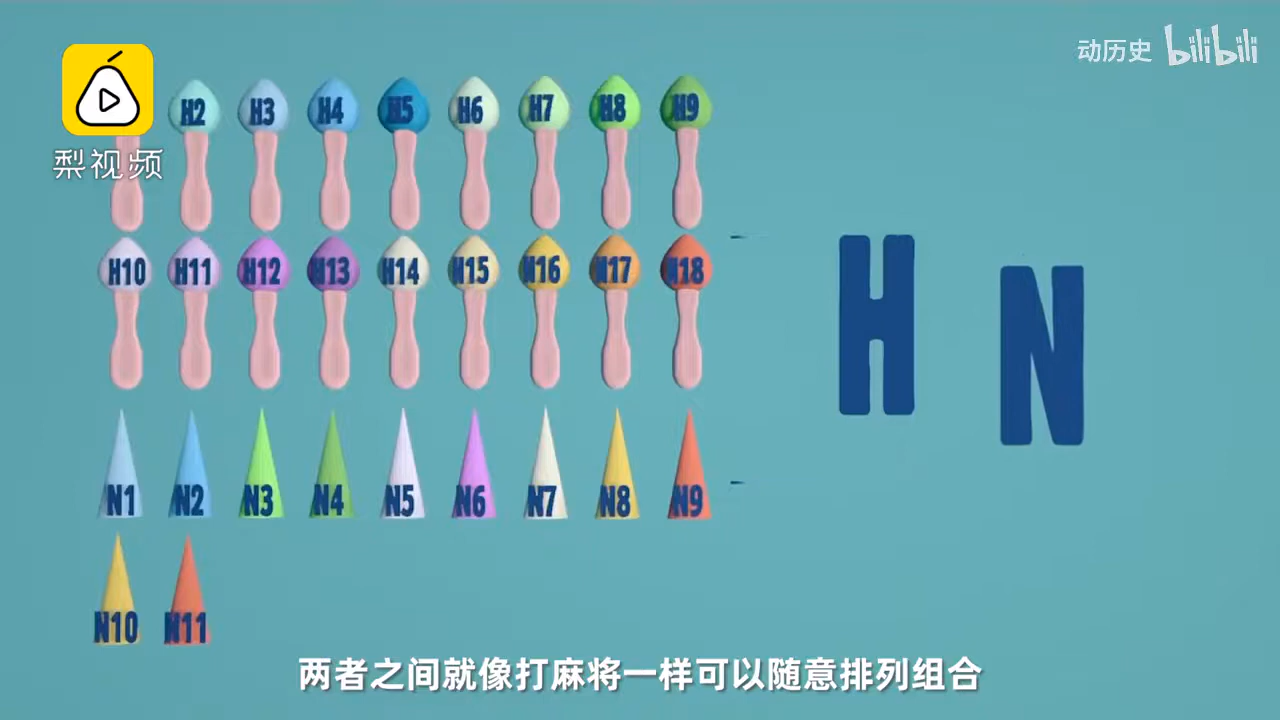 动历史 bilibili
梨视频
H2 H3 H4 H5 H6 H7 H8 H9
H10 H11 H12 H13 H14 H15 H16 H17 H18
H N
N1 N2 N3 N4 N5 N6 N7 N8 N9
N10 N11
两者之间就像打麻将一样可以随意排列组合